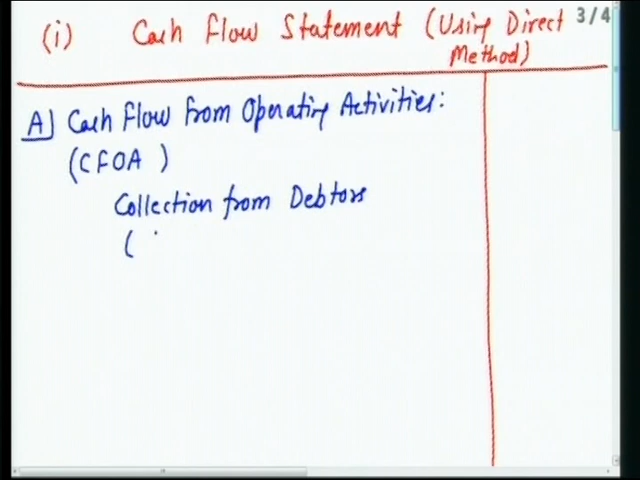 (i) Cash Flow Statement (Using Direct Method)
3/4
A] Cash Flow from Operating Activities:
(CFOA )
Collection from Debtors
(